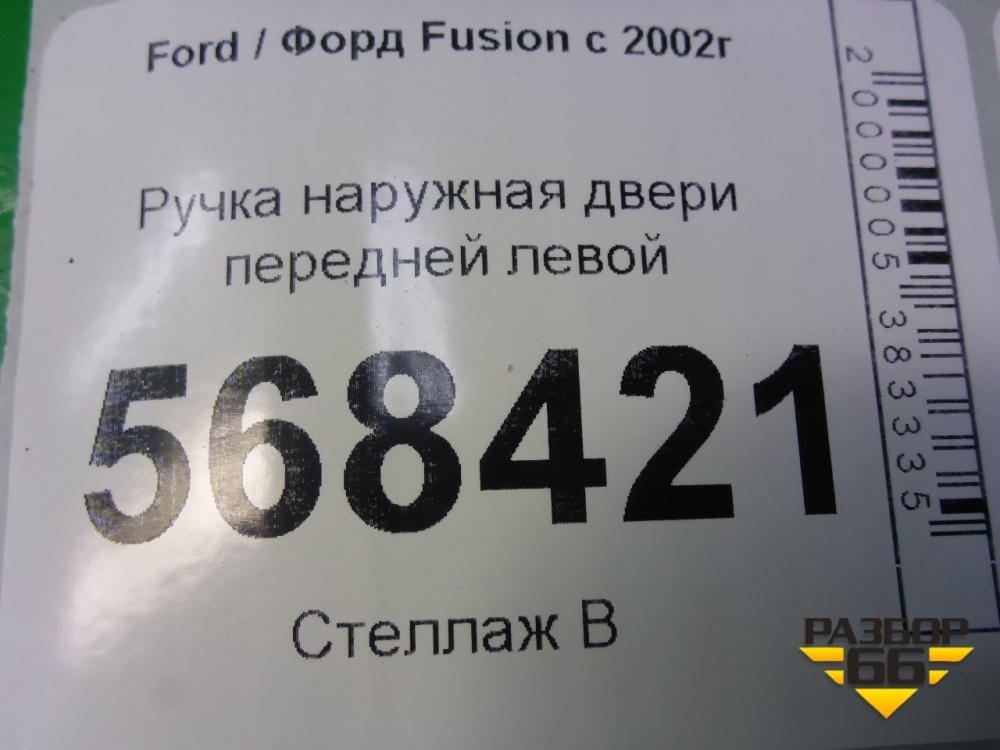 Ford / Форд Fusion с 2002г
Ручка наружная двери
передней левой
568421
Стеллаж В
2000005383335
РАЗБОР
66